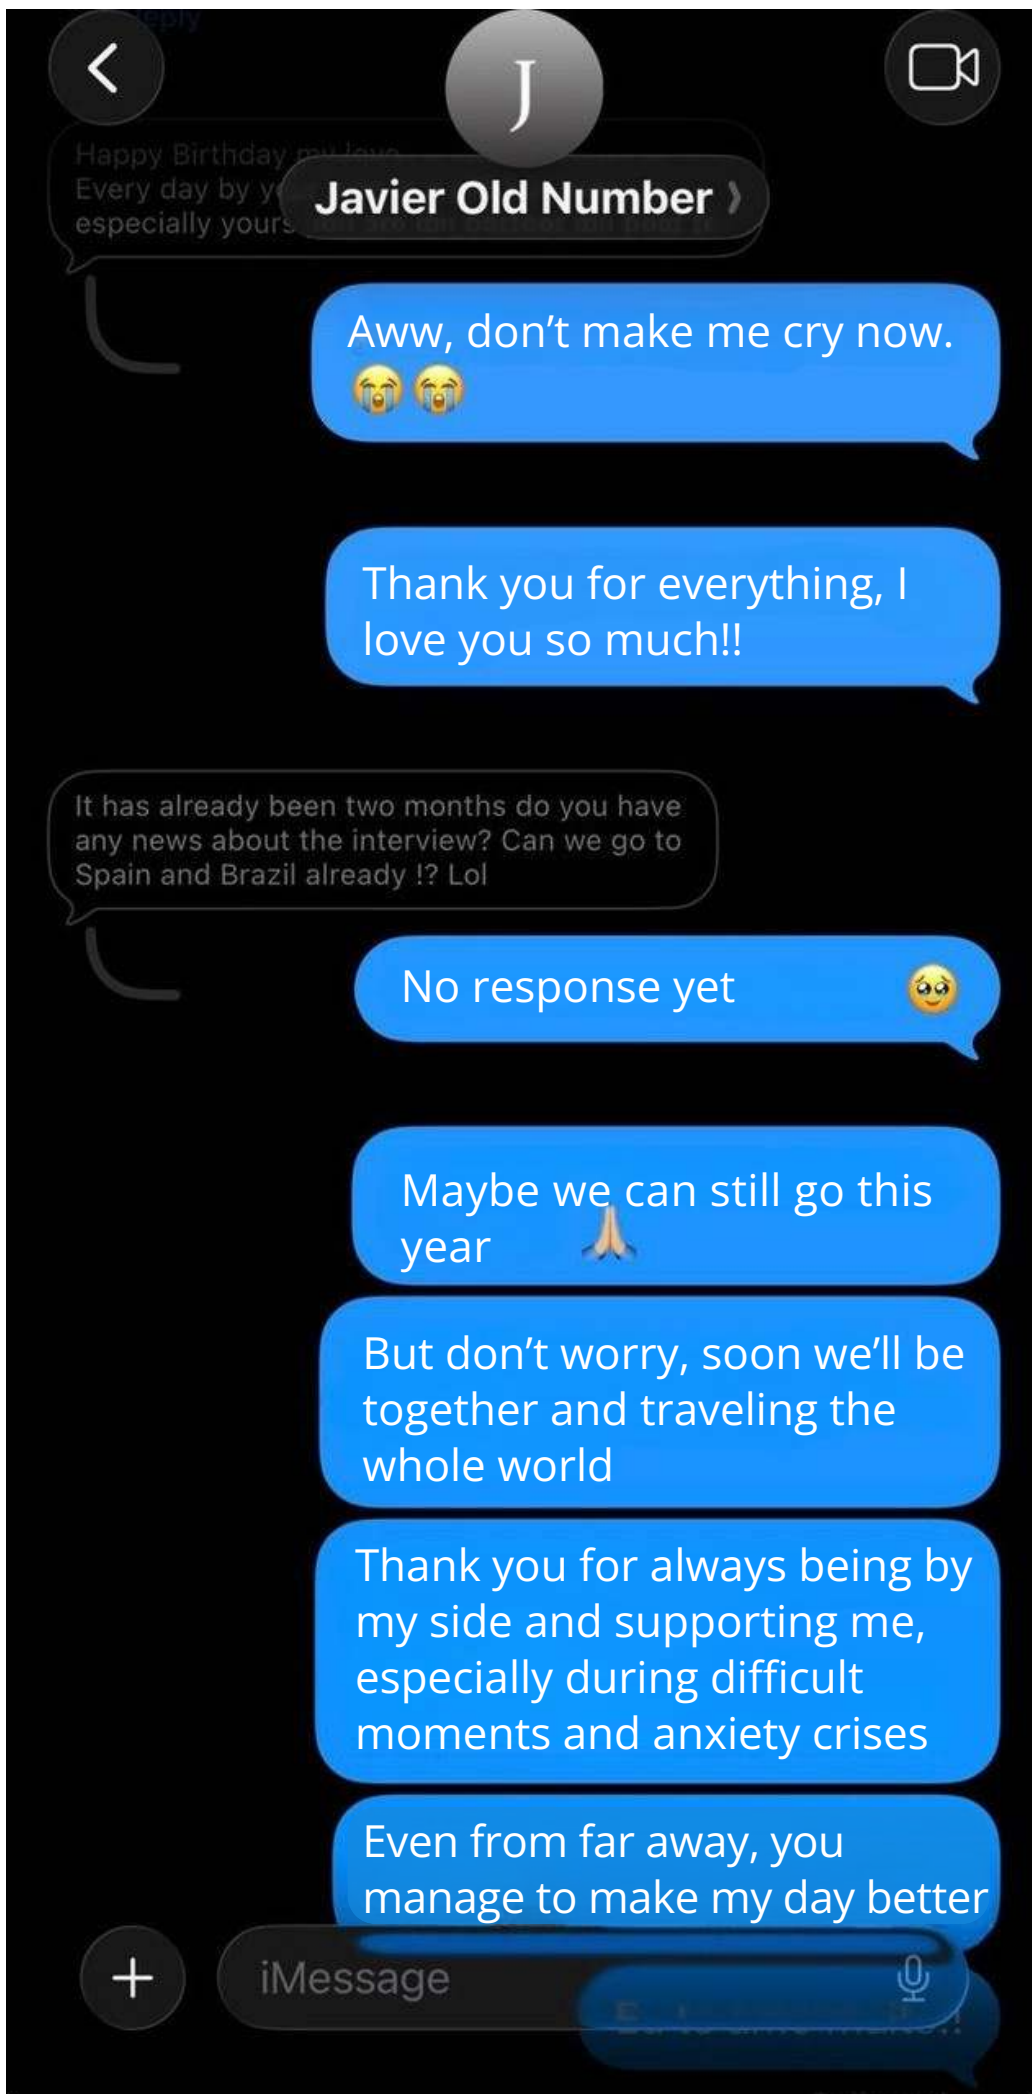 Reply
J
Happy Birthday my love
Every day by
especially yours
Javier Old Number
Aww, don’t make me cry now.
😭😭
Thank you for everything, I
love you so much!!
It has already been two months do you have
any news about the interview? Can we go to
Spain and Brazil already !? Lol
No response yet 🥹
Maybe we can still go this
year 🙏🏼
But don’t worry, soon we’ll be
together and traveling the
whole world
Thank you for always being by
my side and supporting me,
especially during difficult
moments and anxiety crises
Even from far away, you
manage to make my day better
iMessage